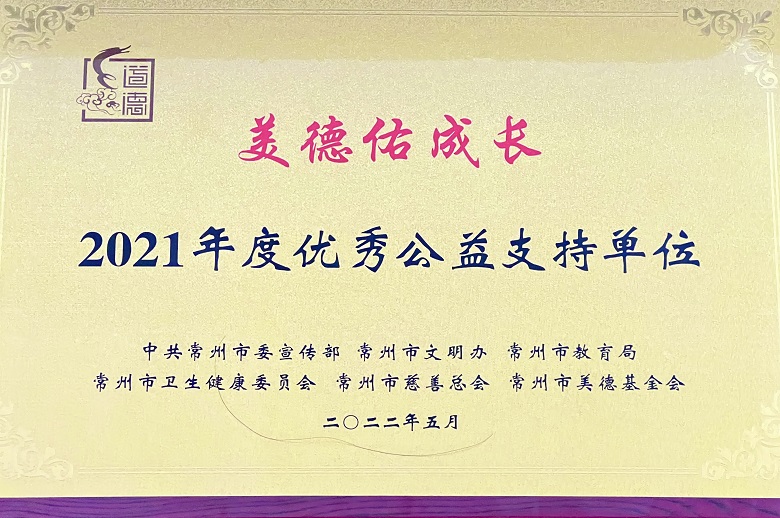 道德
美德佑成长
2021年度优秀公益支持单位
中共常州市委宣传部 常州市文明办 常州市教育局
常州市卫生健康委员会 常州市慈善总会 常州市美德基金会
二〇二二年五月